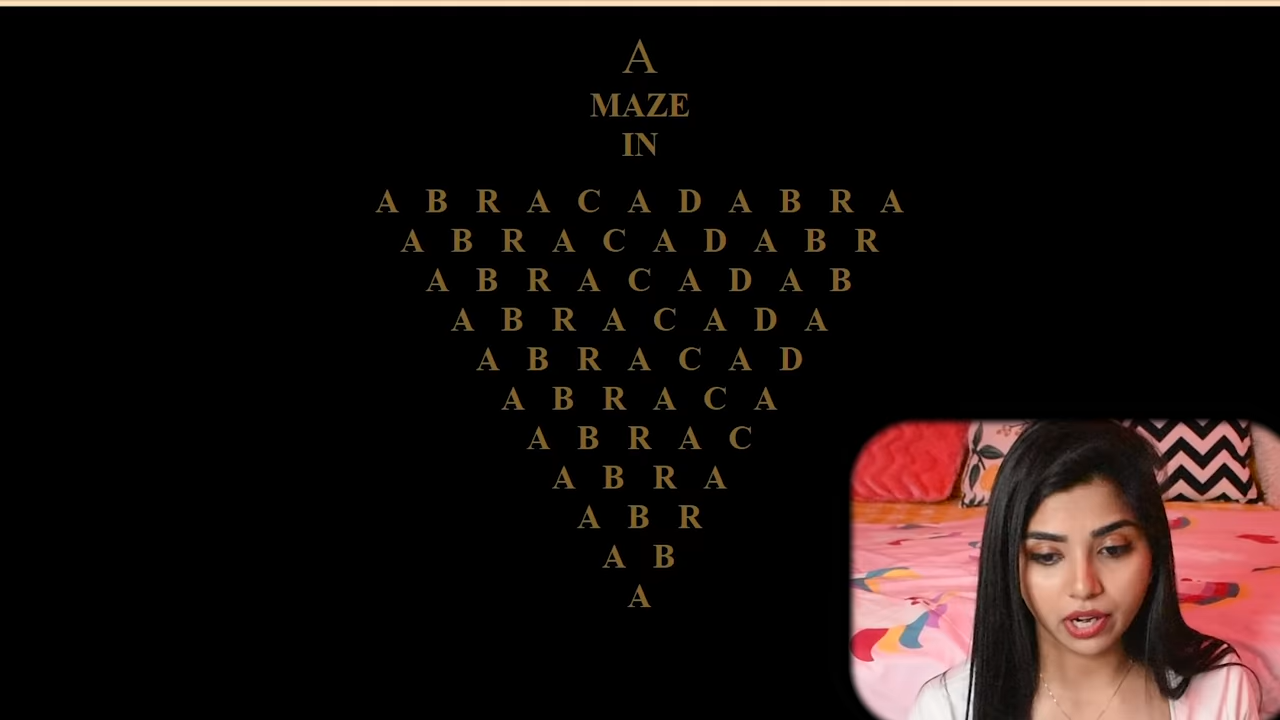 A
MAZE
IN
A B R A C A D A B R A
A B R A C A D A B R
A B R A C A D A B
A B R A C A D A
A B R A C A D
A B R A C A
A B R A C
A B R A
A B R
A B
A